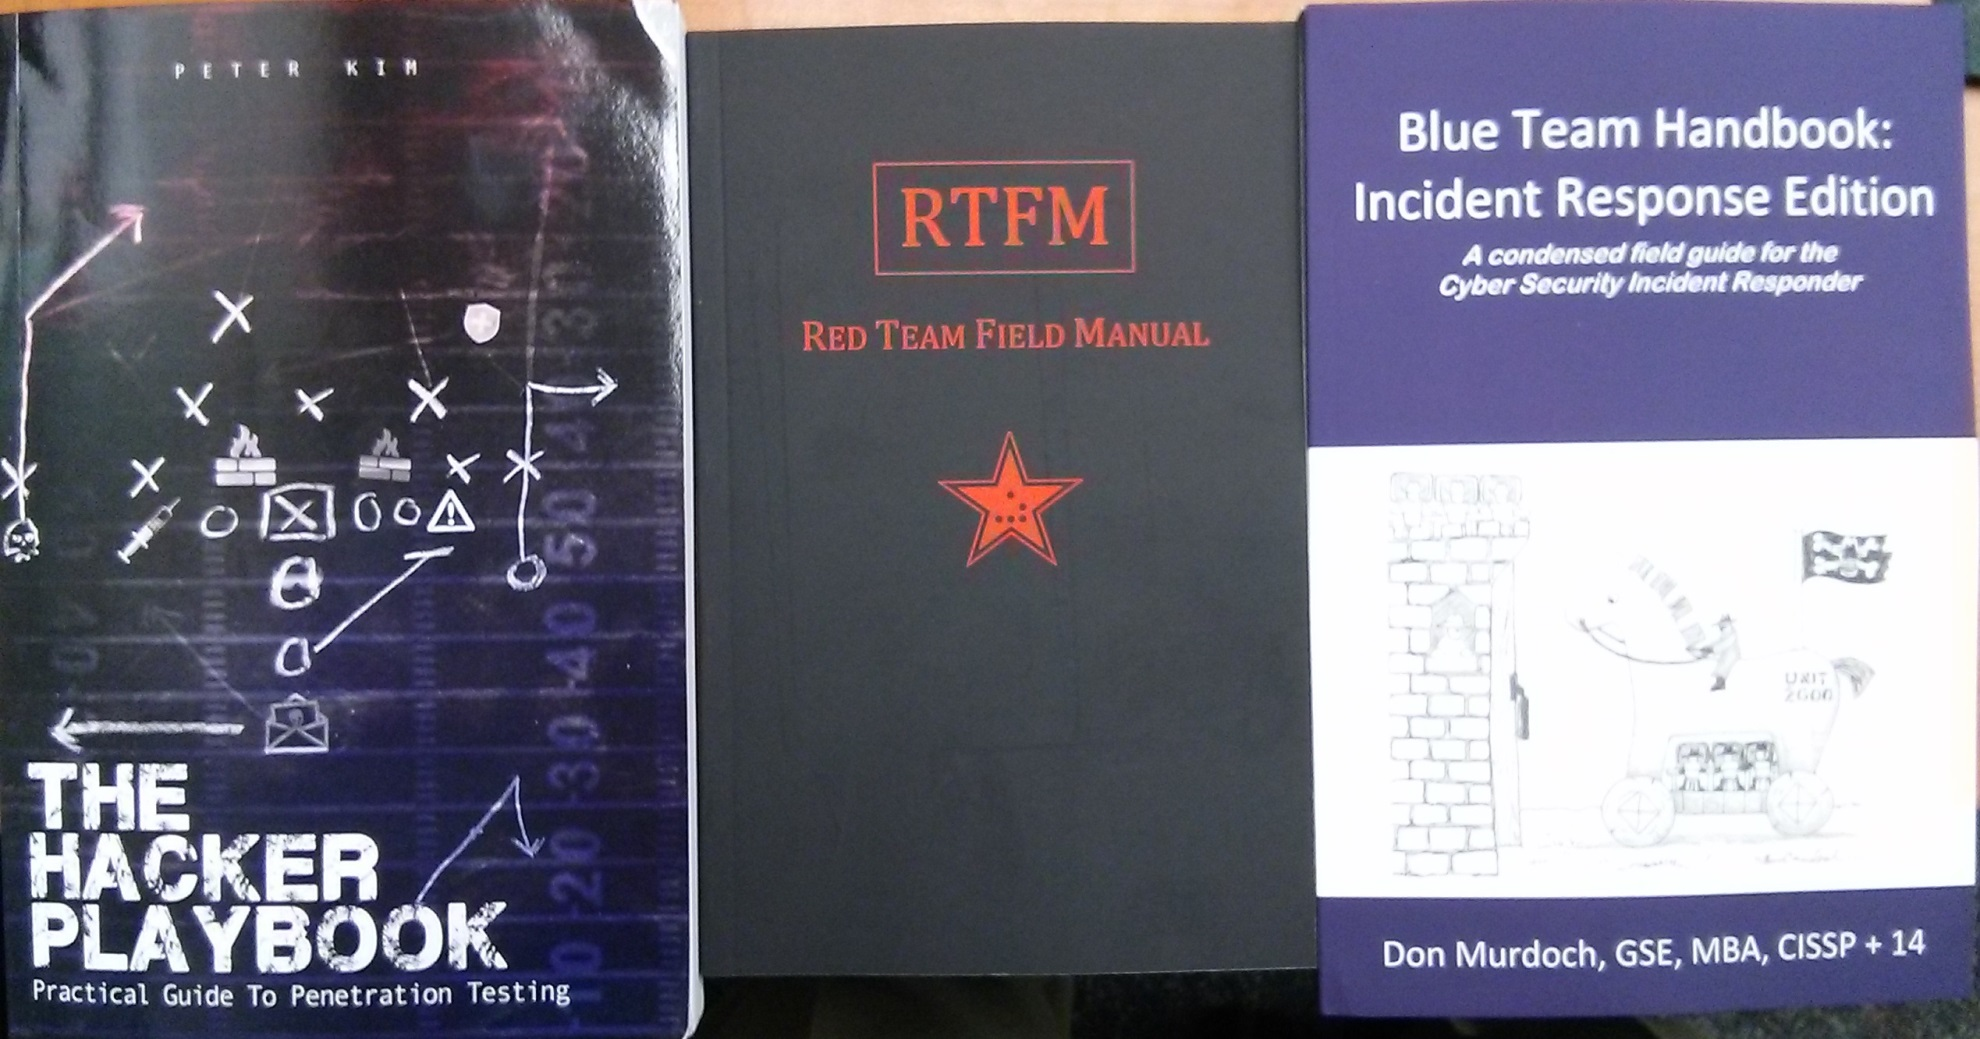 PETER KIM
THE
HACKER
PLAYBOOK
Practical Guide To Penetration Testing
RTFM
RED TEAM FIELD MANUAL
Blue Team Handbook:
Incident Response Edition
A condensed field guide for the
Cyber Security Incident Responder
UNIT
2600
Don Murdoch, GSE, MBA, CISSP + 14